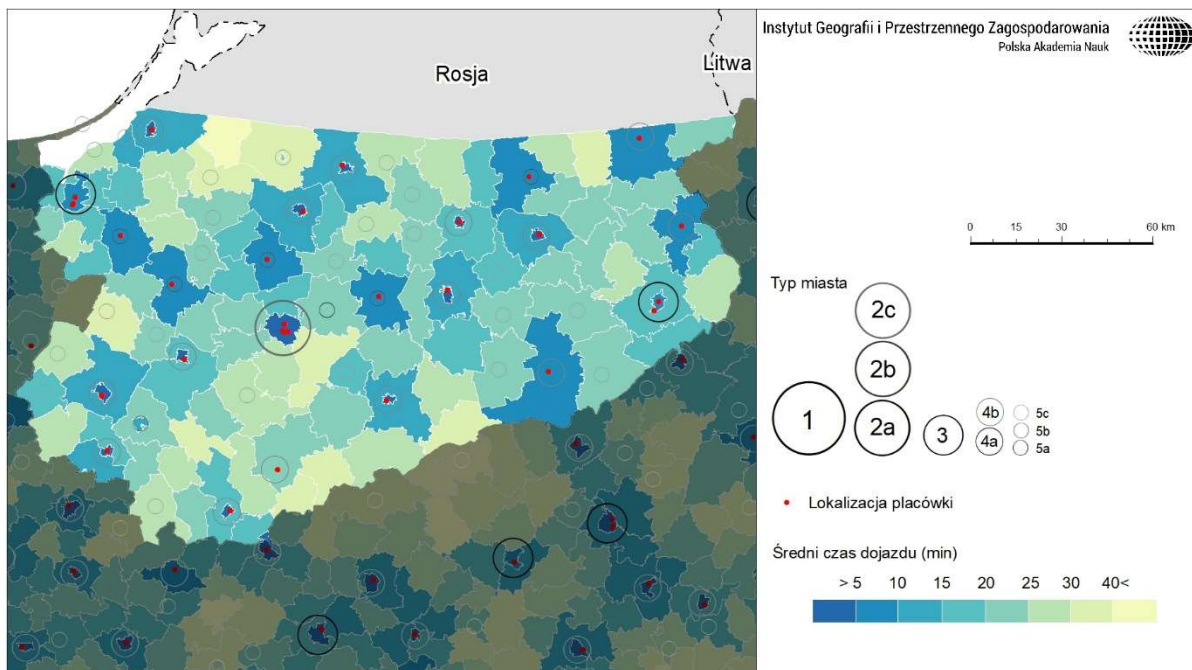 Instytut Geografii i Przestrzennego Zagospodarowania
Polska Akademia Nauk
Rosja
Litwa
0 15 30 60 km
Typ miasta
2c
2b
1 2a 3 4b 5c
4a 5b
5a
Lokalizacja placówki
Średni czas dojazdu (min)
> 5 10 15 20 25 30 40<